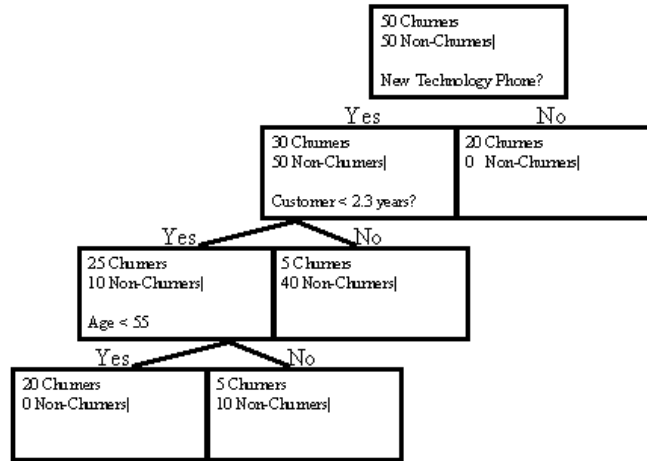 50 Churners
50 Non-Churners|
New Technology Phone?
Yes
No
30 Churners
50 Non-Churners|
Customer < 2.3 years?
20 Churners
0 Non-Churners|
Yes
No
25 Churners
10 Non-Churners|
Age < 55
5 Churners
40 Non-Churners|
Yes
No
20 Churners
0 Non-Churners|
5 Churners
10 Non-Churners|